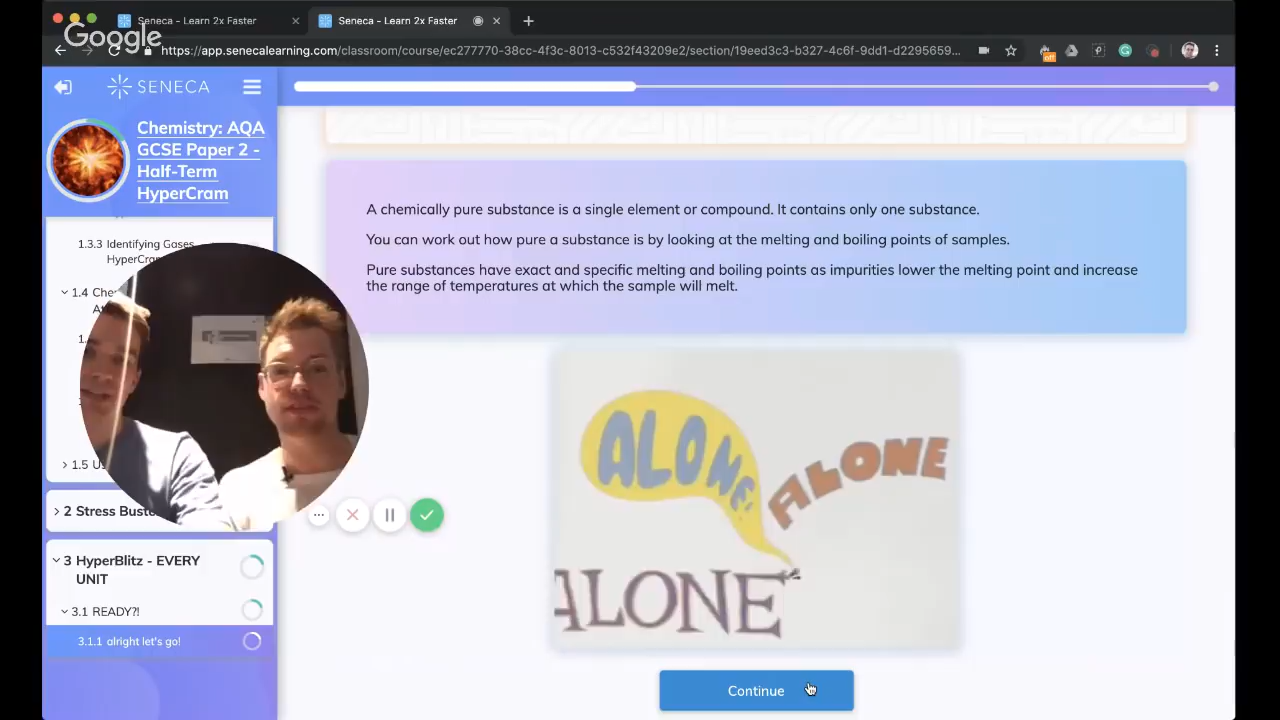 Seneca - Learn 2x Faster
Seneca - Learn 2x Faster
Google
https://app.senecalearning.com/classroom/course/ec277770-38cc-4f3c-8013-c532f43209e2/section/19eed3c3-b327-4c6f-9dd1-d2295659...
off
SENECA
Chemistry: AQA
GCSE Paper 2 -
Half-Term
HyperCram
1.3.3 Identifying Gases
1.4
1.5
2 Stress
3 HyperBlitz - EVERY
UNIT
3.1 READY?!
3.1.1 alright let's go!
A chemically pure substance is a single element or compound. It contains only one substance.
You can work out how pure a substance is by looking at the melting and boiling points of samples.
Pure substances have exact and specific melting and boiling points as impurities lower the melting point and increase
the range of temperatures at which the sample will melt.
ALONE
ALONE
ALONE
Continue